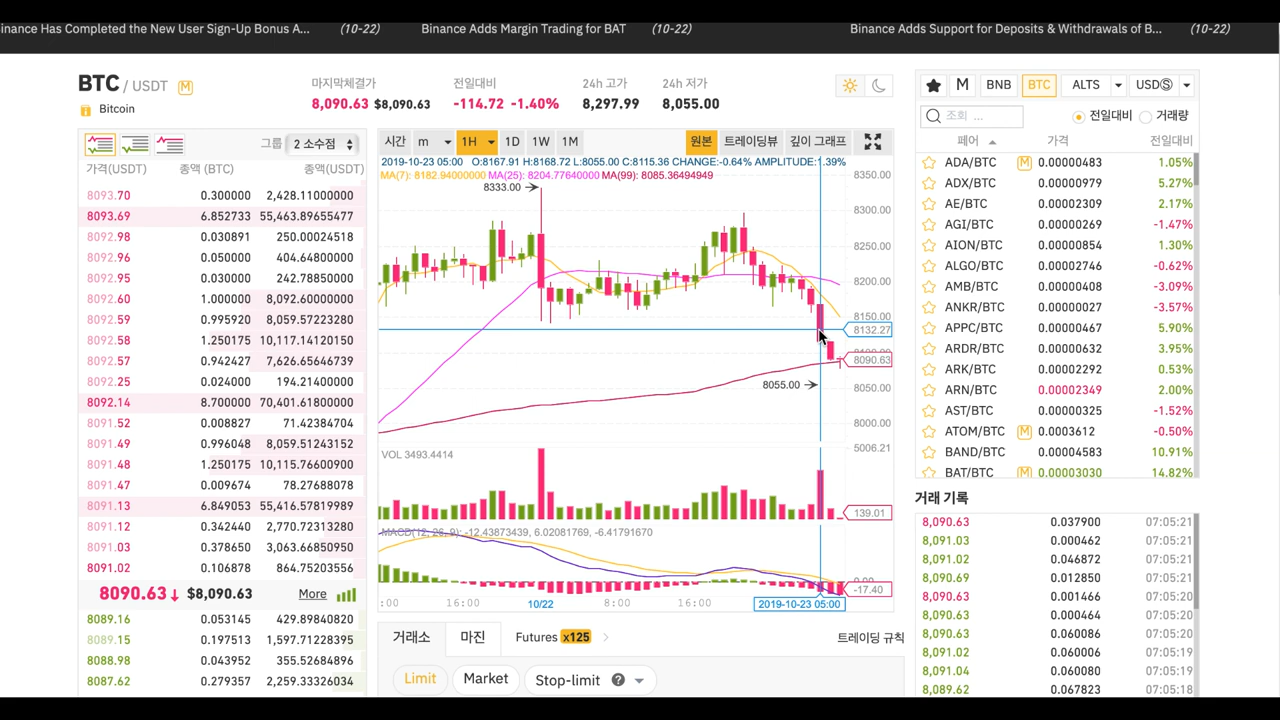 inance Has Completed the New User Sign-Up Bonus A... (10-22) Binance Adds Margin Trading for BAT (10-22) Binance Adds Support for Deposits & Withdrawals of B... (10-22)
BTC / USDT M
Bitcoin
마지막체결가 전일대비 24h 고가 24h 저가
8,090.63 $8,090.63 -114.72 -1.40% 8,297.99 8,055.00
그룹 2 소수점
가격(USDT) 총액 (BTC) 총액(USDT)
8093.70 0.300000 2,428.11000000
8093.69 6.852733 55,463.89655477
8092.98 0.030891 250.00024518
8092.96 0.050000 404.64800000
8092.95 0.030000 242.78850000
8092.60 1.000000 8,092.60000000
8092.59 0.995920 8,059.57223280
8092.58 1.250175 10,117.14120150
8092.57 0.942427 7,626.65646739
8092.25 0.024000 194.21400000
8092.14 8.700000 70,401.61800000
8091.52 0.008827 71.42384704
8091.49 0.996048 8,059.51243152
8091.48 1.250175 10,115.76600900
8091.47 0.009674 78.27688078
8091.13 6.849053 55,416.57819989
8091.12 0.342440 2,770.72313280
8091.03 0.378650 3,063.66850950
8091.02 0.106878 864.75203556
8090.63↓ $8,090.63 More
8089.16 0.053145 429.89840820
8089.15 0.197513 1,597.71228395
8088.98 0.043952 355.52684896
8087.62 0.279357 2,259.33326034
시간 m 1H 1D 1W 1M 원본 트레이딩뷰 깊이 그래프
2019-10-23 05:00 O:8167.91 H:8168.72 L:8055.00 C:8115.36 CHANGE:-0.64% AMPLITUDE:1.39%
MA(7): 8182.94000000 MA(25): 8204.77640000 MA(99): 8085.36494949
8333.00
8350.00
8300.00
8250.00
8200.00
8150.00
8132.27
8090.63
8055.00
8050.00
8000.00
5006.21
VOL 3493.4414
139.01
MACD(12, 26, 9): -12.43873439, 6.02081769, -6.41791670
0.00
-17.40
:00 16:00 10/22 8:00 16:00 2019-10-23 05:00
거래소 마진 Futures x125 트레이딩 규칙
Limit Market Stop-limit ?
M BNB BTC ALTS USDⓈ
조회 ... 전일대비 거래량
페어 가격 전일대비
ADA/BTC M 0.00000483 1.05%
ADX/BTC 0.00000979 5.27%
AE/BTC 0.00002309 2.17%
AGI/BTC 0.00000269 -1.47%
AION/BTC 0.00000854 1.30%
ALGO/BTC 0.00002746 -0.62%
AMB/BTC 0.00000408 -3.09%
ANKR/BTC 0.00000027 -3.57%
APPC/BTC 0.00000467 5.90%
ARDR/BTC 0.00000632 3.95%
ARK/BTC 0.00002292 0.53%
ARN/BTC 0.00002349 2.00%
AST/BTC 0.00000325 -1.52%
ATOM/BTC M 0.0003612 -0.50%
BAND/BTC 0.00004583 10.91%
BAT/BTC M 0.00003030 14.82%
거래 기록
8,090.63 0.037900 07:05:21
8,091.03 0.000462 07:05:21
8,091.02 0.046872 07:05:21
8,090.69 0.012850 07:05:21
8,090.63 0.001466 07:05:21
8,090.63 0.000464 07:05:20
8,090.63 0.060086 07:05:20
8,091.02 0.060006 07:05:19
8,091.04 0.060080 07:05:19
8,089.62 0.067823 07:05:18